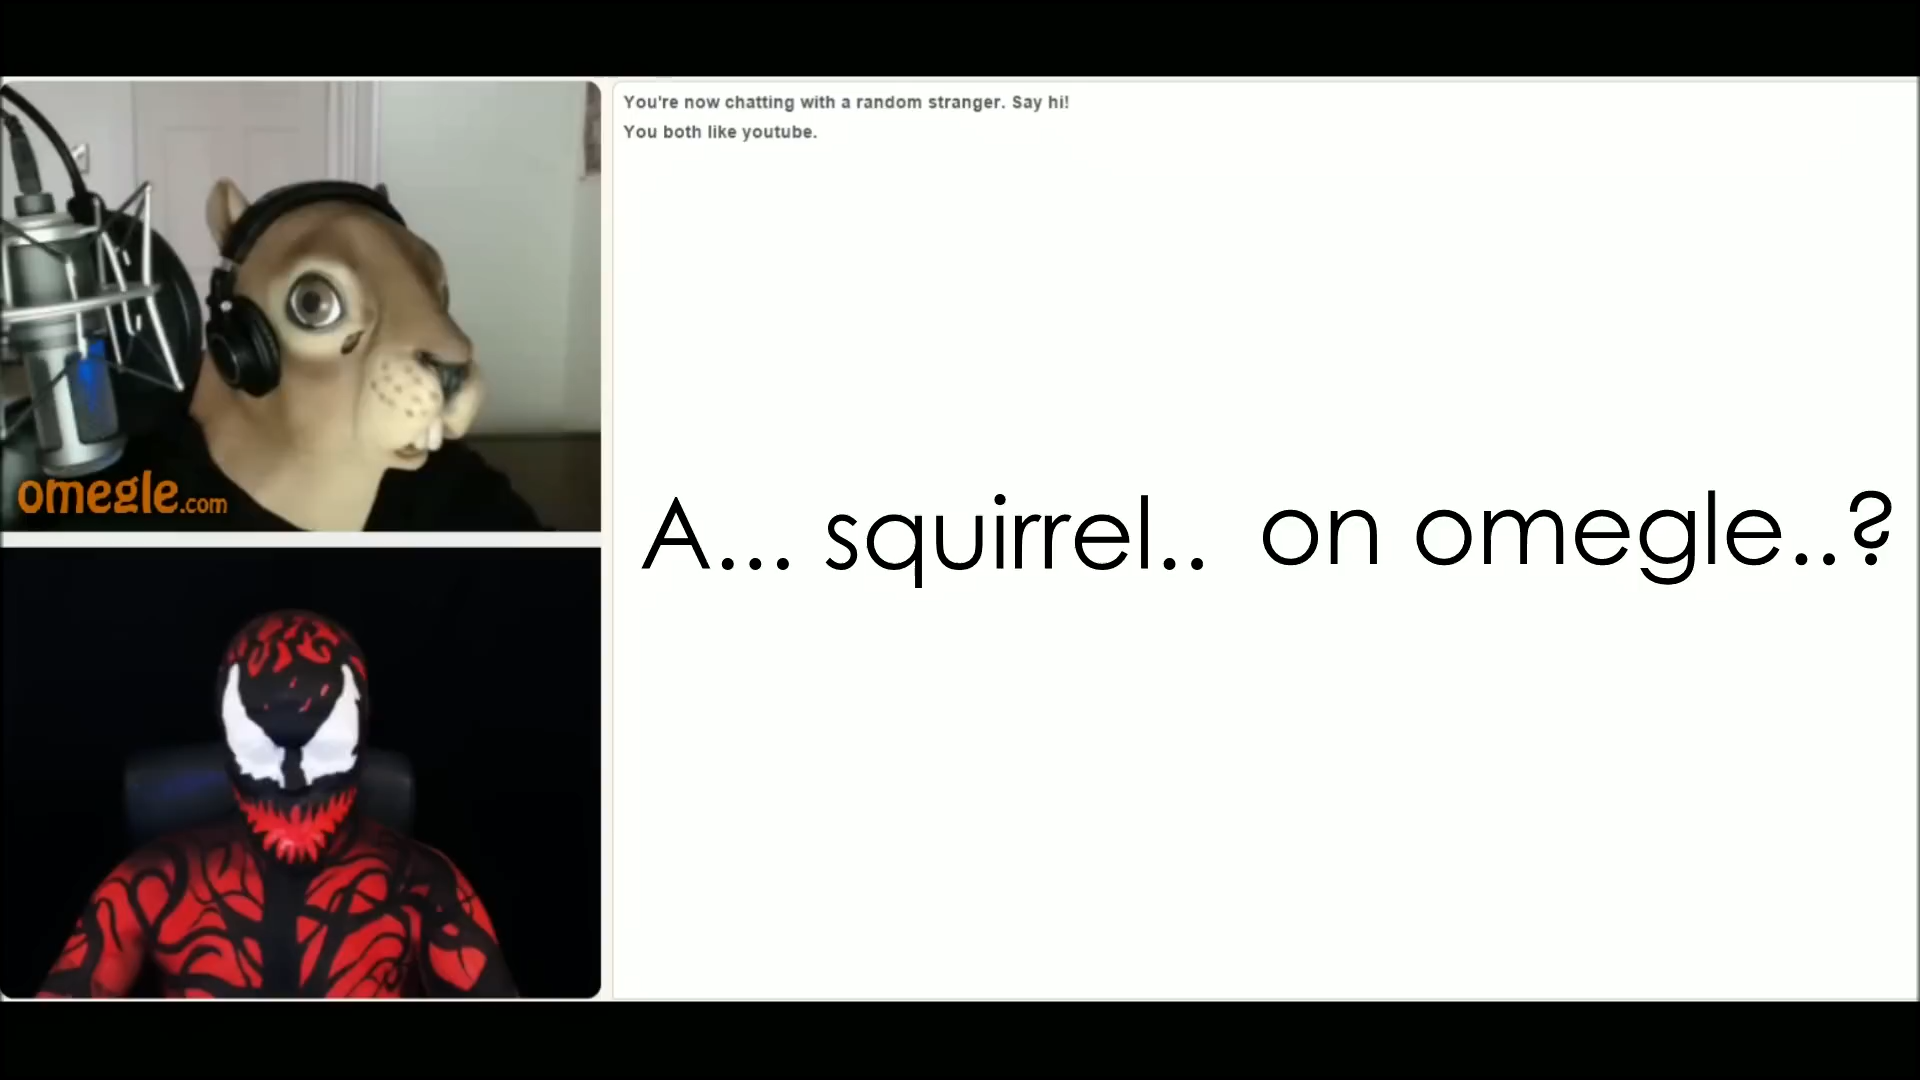 You're now chatting with a random stranger. Say hi!
You both like youtube.
omegle.com
A... squirrel.. on omegle..?